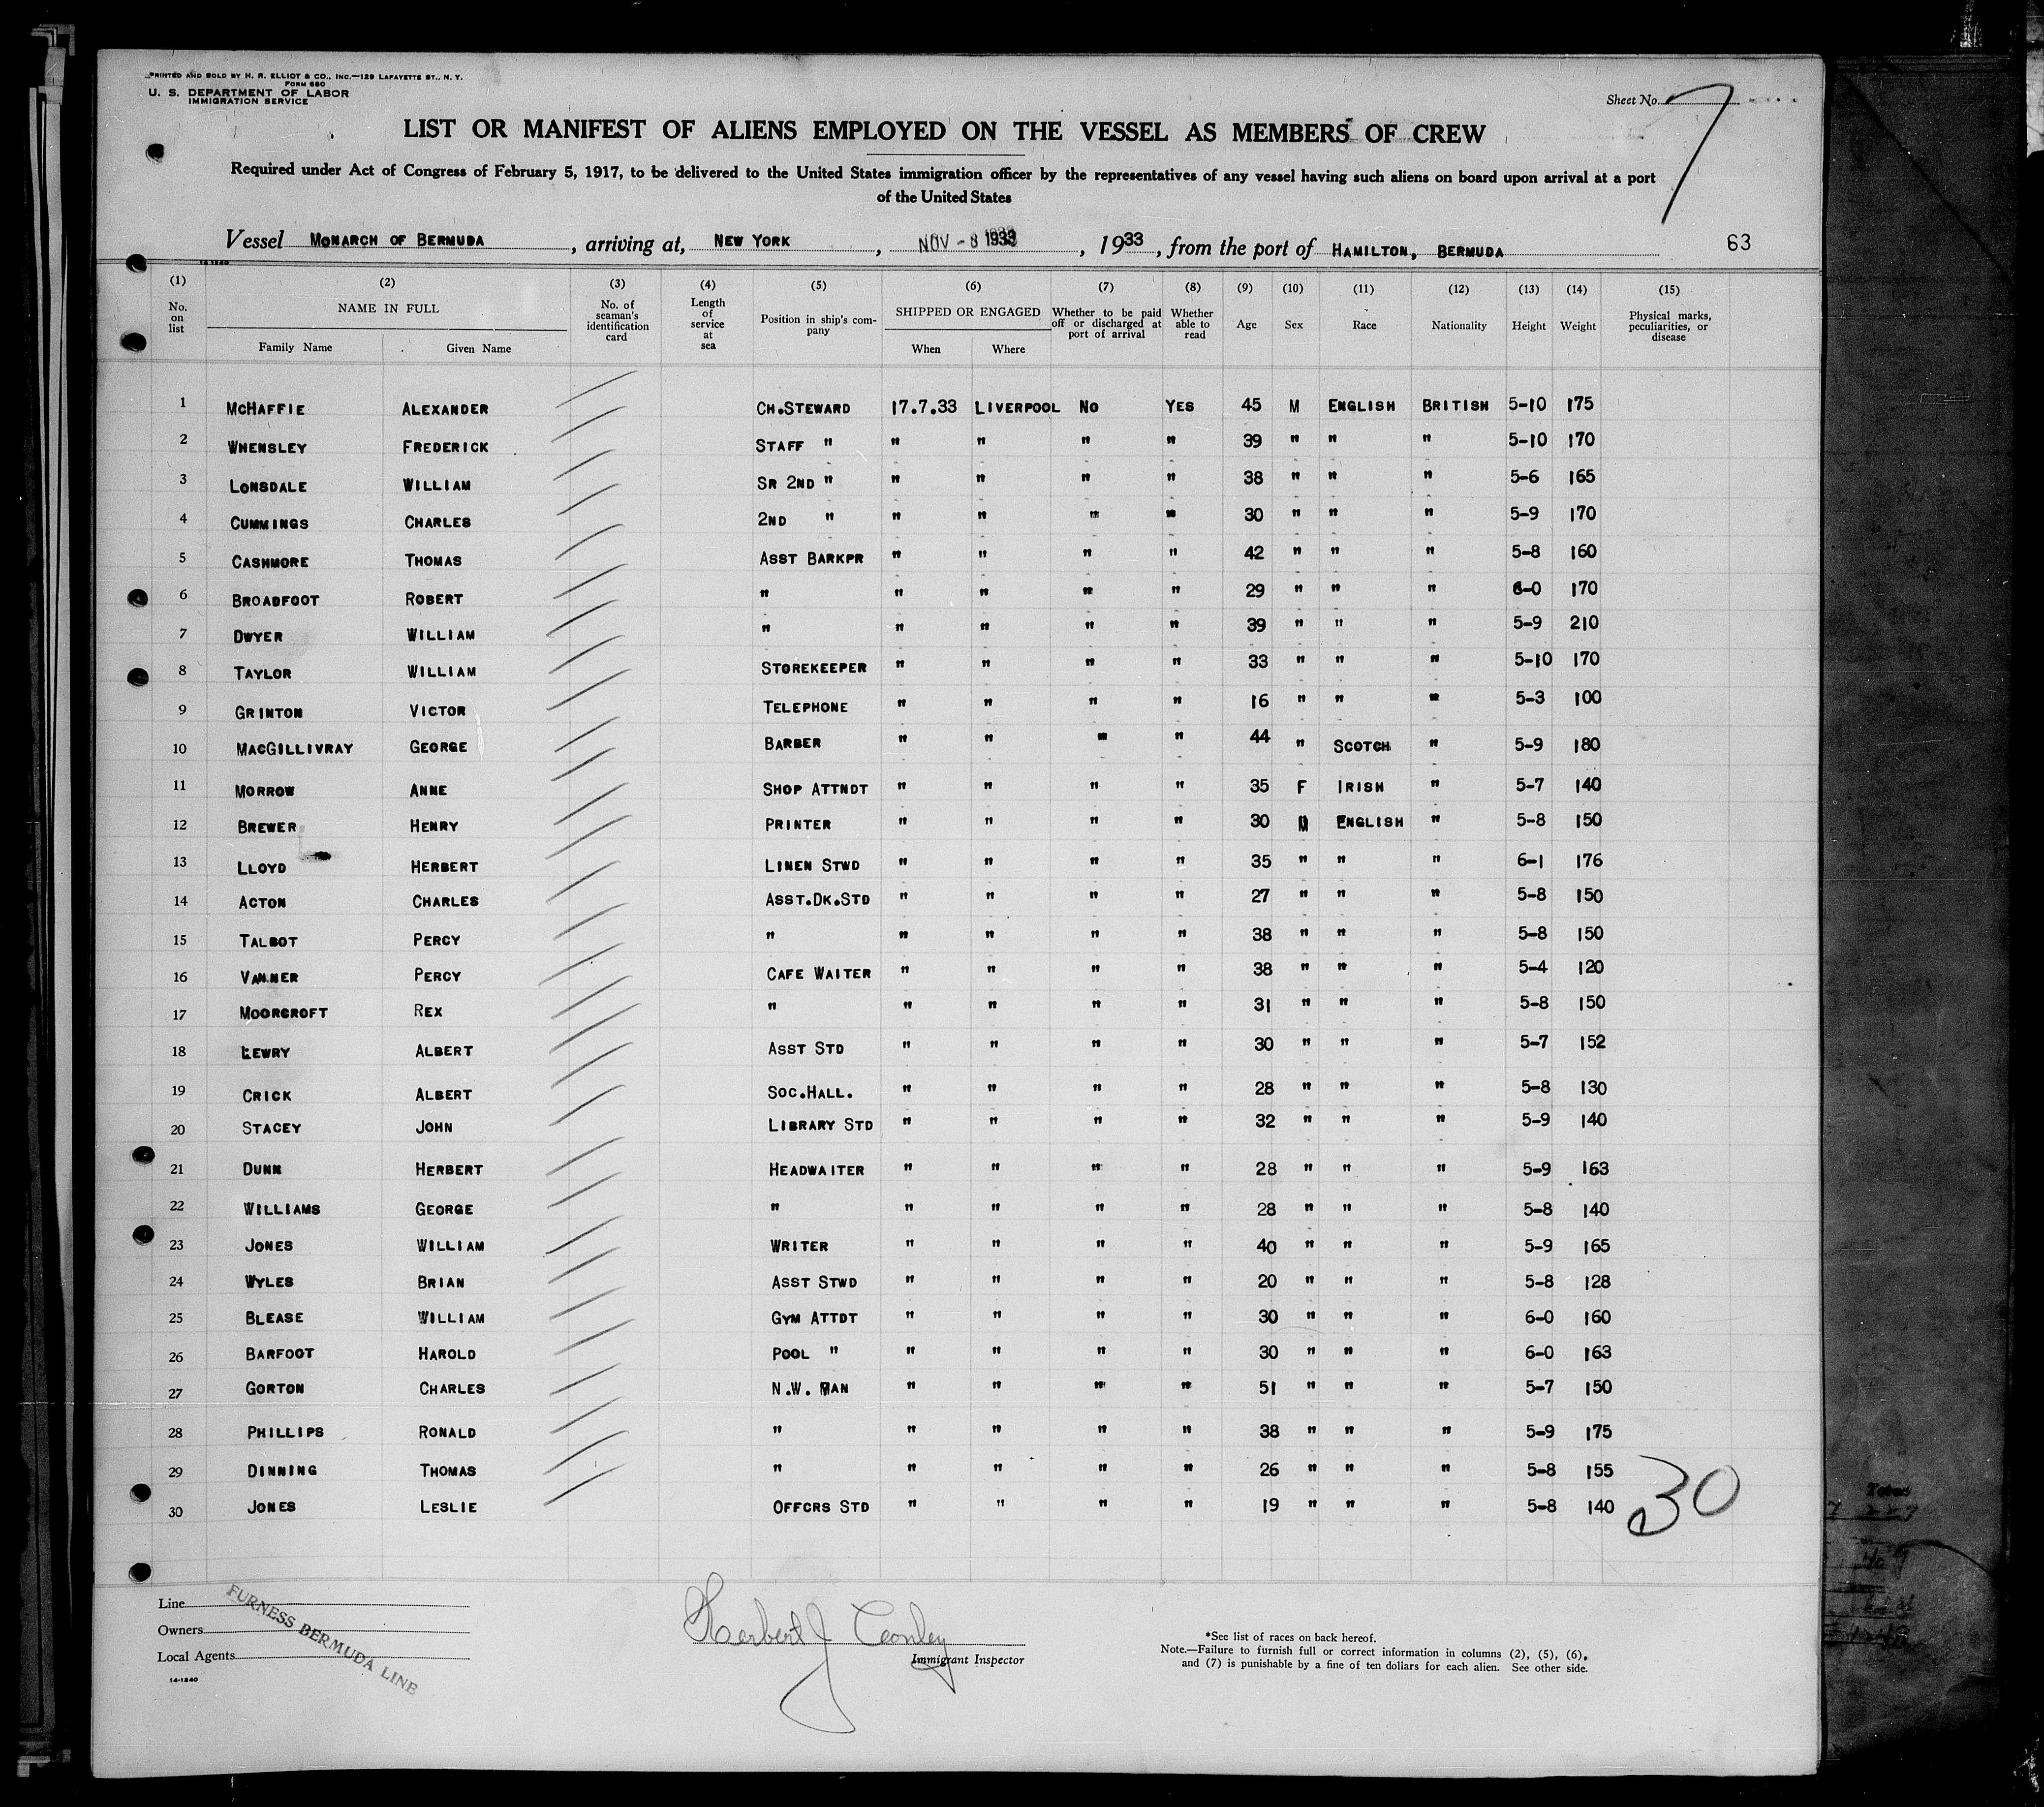 PRINTED AND SOLD BY H. R. ELLIOT & CO., INC.—129 LAFAYETTE ST., N. Y.
FORM 680
U. S. DEPARTMENT OF LABOR
IMMIGRATION SERVICE
Sheet No. 7
LIST OR MANIFEST OF ALIENS EMPLOYED ON THE VESSEL AS MEMBERS OF CREW
Required under Act of Congress of February 5, 1917, to be delivered to the United States immigration officer by the representatives of any vessel having such aliens on board upon arrival at a port
of the United States
Vessel MONARCH OF BERMUDA, arriving at, NEW YORK, NOV - 8 1933, 1933, from the port of HAMILTON, BERMUDA 63
14-1240
(1) (2) (3) (4) (5) (6) (7) (8) (9) (10) (11) (12) (13) (14) (15)
No. on list NAME IN FULL Family Name Given Name No. of seaman's identification card Length of service at sea Position in ship's company SHIPPED OR ENGAGED When Where Whether to be paid off or discharged at port of arrival Whether able to read Age Sex Race Nationality Height Weight Physical marks, peculiarities, or disease
1 MCHAFFIE ALEXANDER CH.STEWARD 17.7.33 LIVERPOOL NO YES 45 M ENGLISH BRITISH 5-10 175
2 WHENSLEY FREDERICK STAFF " " " " " 39 " " " 5-10 170
3 LONSDALE WILLIAM SR 2ND " " " " " 38 " " " 5-6 165
4 CUMMINGS CHARLES 2ND " " " " " 30 " " " 5-9 170
5 CASHMORE THOMAS ASST BARKPR " " " " 42 " " " 5-8 160
6 BROADFOOT ROBERT " " " " " 29 " " " 6-0 170
7 DWYER WILLIAM " " " " " 39 " " " 5-9 210
8 TAYLOR WILLIAM STOREKEEPER " " " " 33 " " " 5-10 170
9 GRINTON VICTOR TELEPHONE " " " " 16 " " " 5-3 100
10 MACGILLIVRAY GEORGE BARBER " " " " 44 " SCOTCH " 5-9 180
11 MORROW ANNE SHOP ATTNDT " " " " 35 F IRISH " 5-7 140
12 BREWER HENRY PRINTER " " " " 30 M ENGLISH " 5-8 150
13 LLOYD HERBERT LINEN STWD " " " " 35 " " " 6-1 176
14 ACTON CHARLES ASST.DK.STD " " " " 27 " " " 5-8 150
15 TALBOT PERCY " " " " " 38 " " " 5-8 150
16 VANNER PERCY CAFE WAITER " " " " 38 " " " 5-4 120
17 MOORCROFT REX " " " " " 31 " " " 5-8 150
18 LEWRY ALBERT ASST STD " " " " 30 " " " 5-7 152
19 CRICK ALBERT SOC.HALL. " " " " 28 " " " 5-8 130
20 STACEY JOHN LIBRARY STD " " " " 32 " " " 5-9 140
21 DUNN HERBERT HEADWAITER " " " " 28 " " " 5-9 163
22 WILLIAMS GEORGE " " " " " 28 " " " 5-8 140
23 JONES WILLIAM WRITER " " " " 40 " " " 5-9 165
24 WYLES BRIAN ASST STWD " " " " 20 " " " 5-8 128
25 BLEASE WILLIAM GYM ATTDT " " " " 30 " " " 6-0 160
26 BARFOOT HAROLD POOL " " " " " 30 " " " 6-0 163
27 GORTON CHARLES N.W. MAN " " " " 51 " " " 5-7 150
28 PHILLIPS RONALD " " " " " 38 " " " 5-9 175
29 DINNING THOMAS " " " " " 26 " " " 5-8 155
30 JONES LESLIE OFFCRS STD " " " " 19 " " " 5-8 140
30
Line
Owners
Local Agents
FURNESS BERMUDA LINE
14-1240
Herbert J Conley
Immigrant Inspector
*See list of races on back hereof.
Note.—Failure to furnish full or correct information in columns (2), (5), (6),
and (7) is punishable by a fine of ten dollars for each alien. See other side.